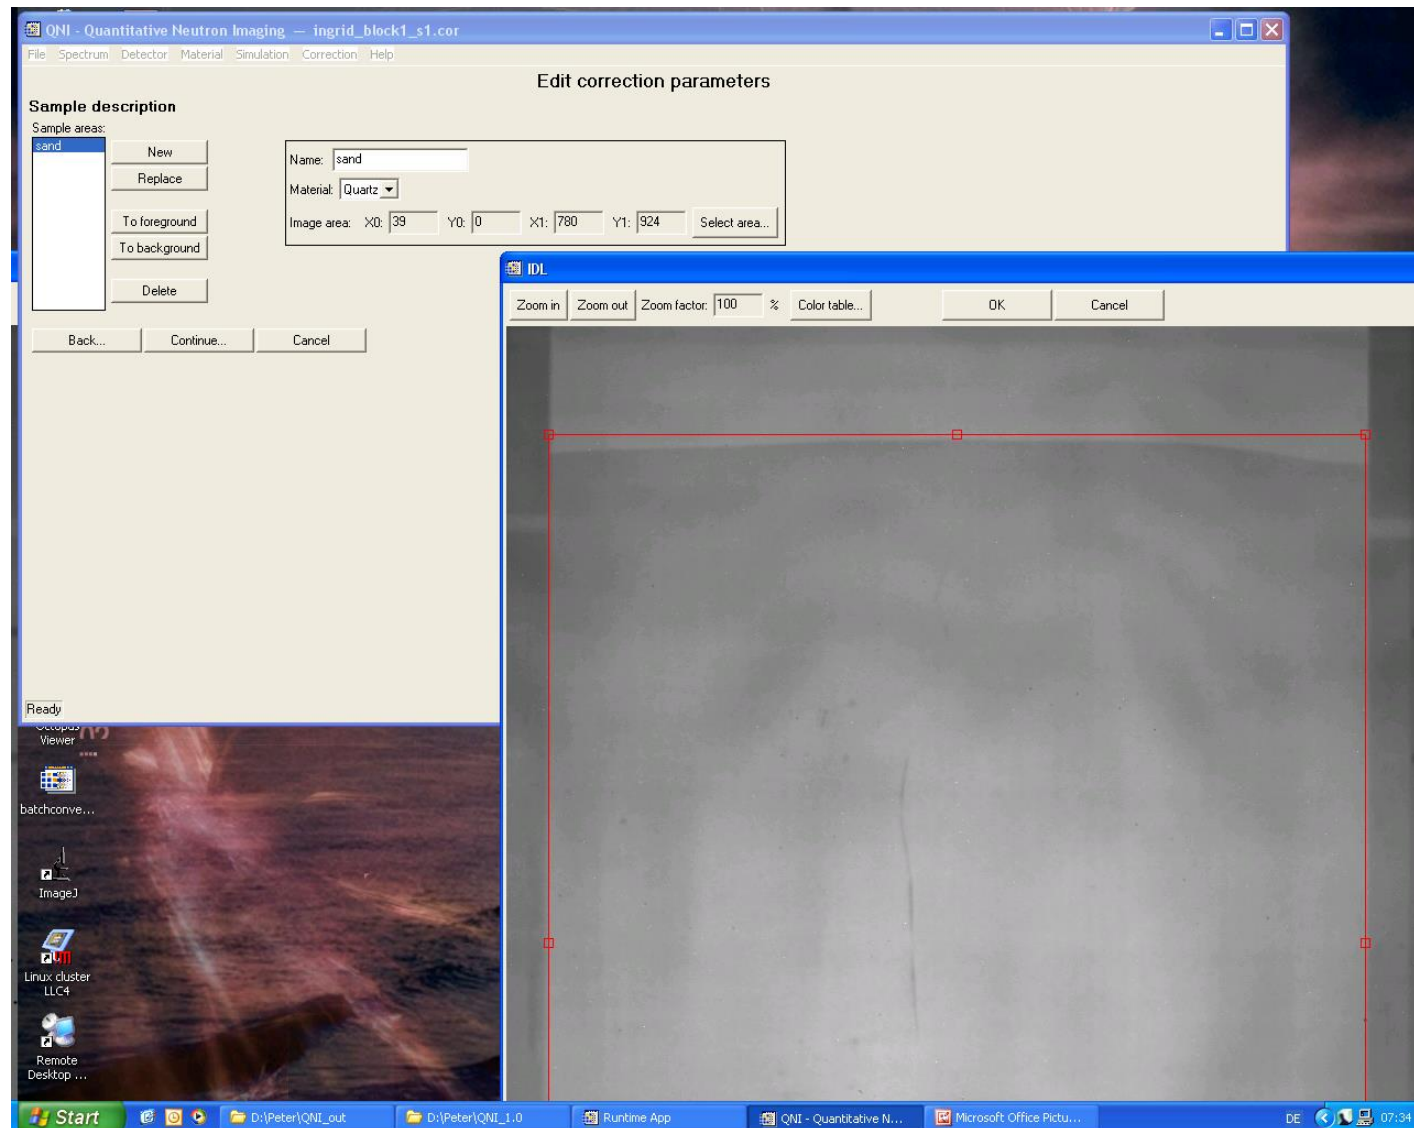 QNI - Quantitative Neutron Imaging — ingrid_block1_s1.cor
File Spectrum Detector Material Simulation Correction Help
Edit correction parameters
Sample description
Sample areas:
sand
New
Replace
To foreground
To background
Delete
Name: sand
Material: Quartz
Image area: X0: 39 Y0: 0 X1: 780 Y1: 924 Select area...
Back... Continue... Cancel
IDL
Zoom in Zoom out Zoom factor: 100 % Color table... OK Cancel
Ready
Octopus
Viewer
batchconve...
ImageJ
Linux cluster
LLC4
Remote
Desktop ...
Start D:\Peter\QNI_out D:\Peter\QNI_1.0 Runtime App QNI - Quantitative N... Microsoft Office Pictu... DE 07:34